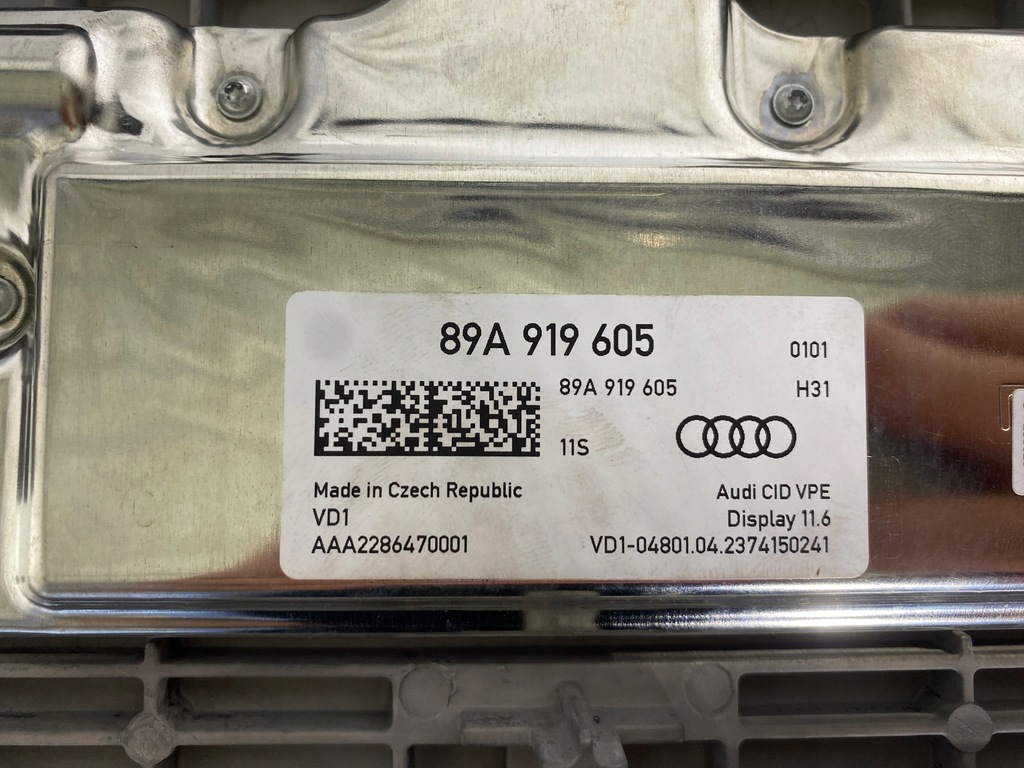 89A 919 605
0101
89A 919 605
H31
11S
Made in Czech Republic
Audi CID VPE
VD1
Display 11.6
AAA2286470001
VD1-04801.04.2374150241